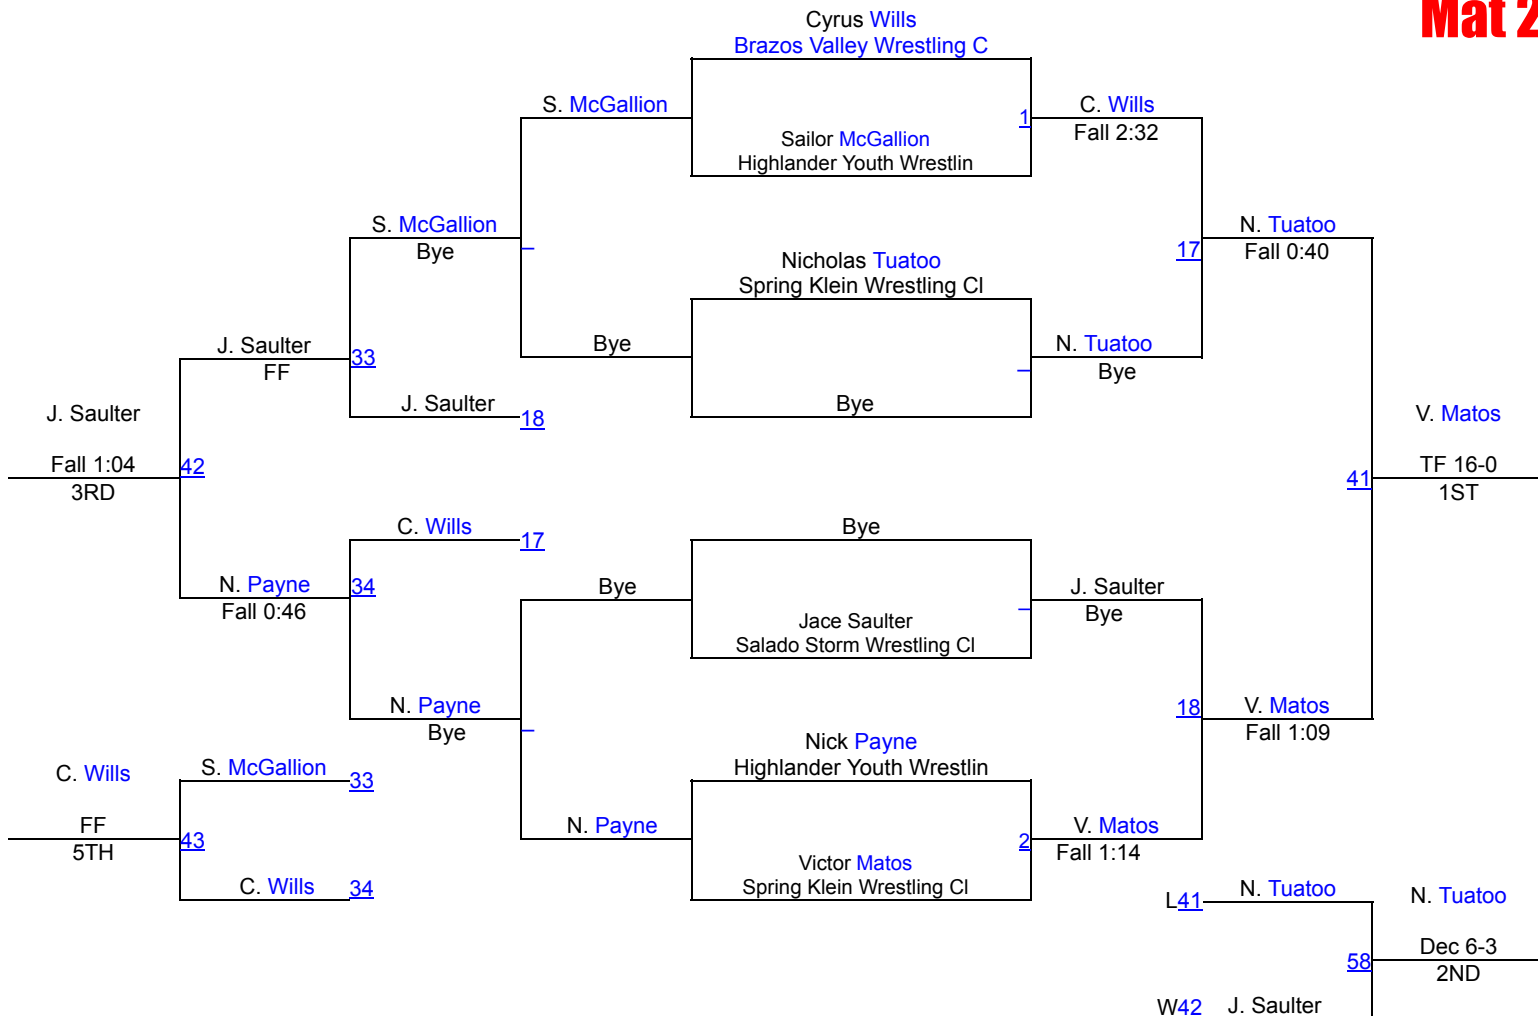 Mat 2
Cyrus Wills
Brazos Valley Wrestling C
S. McGallion
1
C. Wills
Fall 2:32
Sailor McGallion
Highlander Youth Wrestlin
S. McGallion
Bye
N. Tuatoo
17
Fall 0:40
Nicholas Tuatoo
Spring Klein Wrestling Cl
J. Saulter
33
FF
Bye
N. Tuatoo
Bye
J. Saulter
18
Bye
J. Saulter
V. Matos
Fall 1:04
42
3RD
41
TF 16-0
1ST
C. Wills
17
Bye
N. Payne
34
Fall 0:46
Bye
J. Saulter
Bye
Jace Saulter
Salado Storm Wrestling Cl
N. Payne
Bye
18
V. Matos
Fall 1:09
Nick Payne
Highlander Youth Wrestlin
C. Wills
S. McGallion
33
FF
5TH
43
N. Payne
2
V. Matos
Fall 1:14
Victor Matos
Spring Klein Wrestling Cl
C. Wills
34
L41
N. Tuatoo
N. Tuatoo
58
Dec 6-3
2ND
W42
J. Saulter